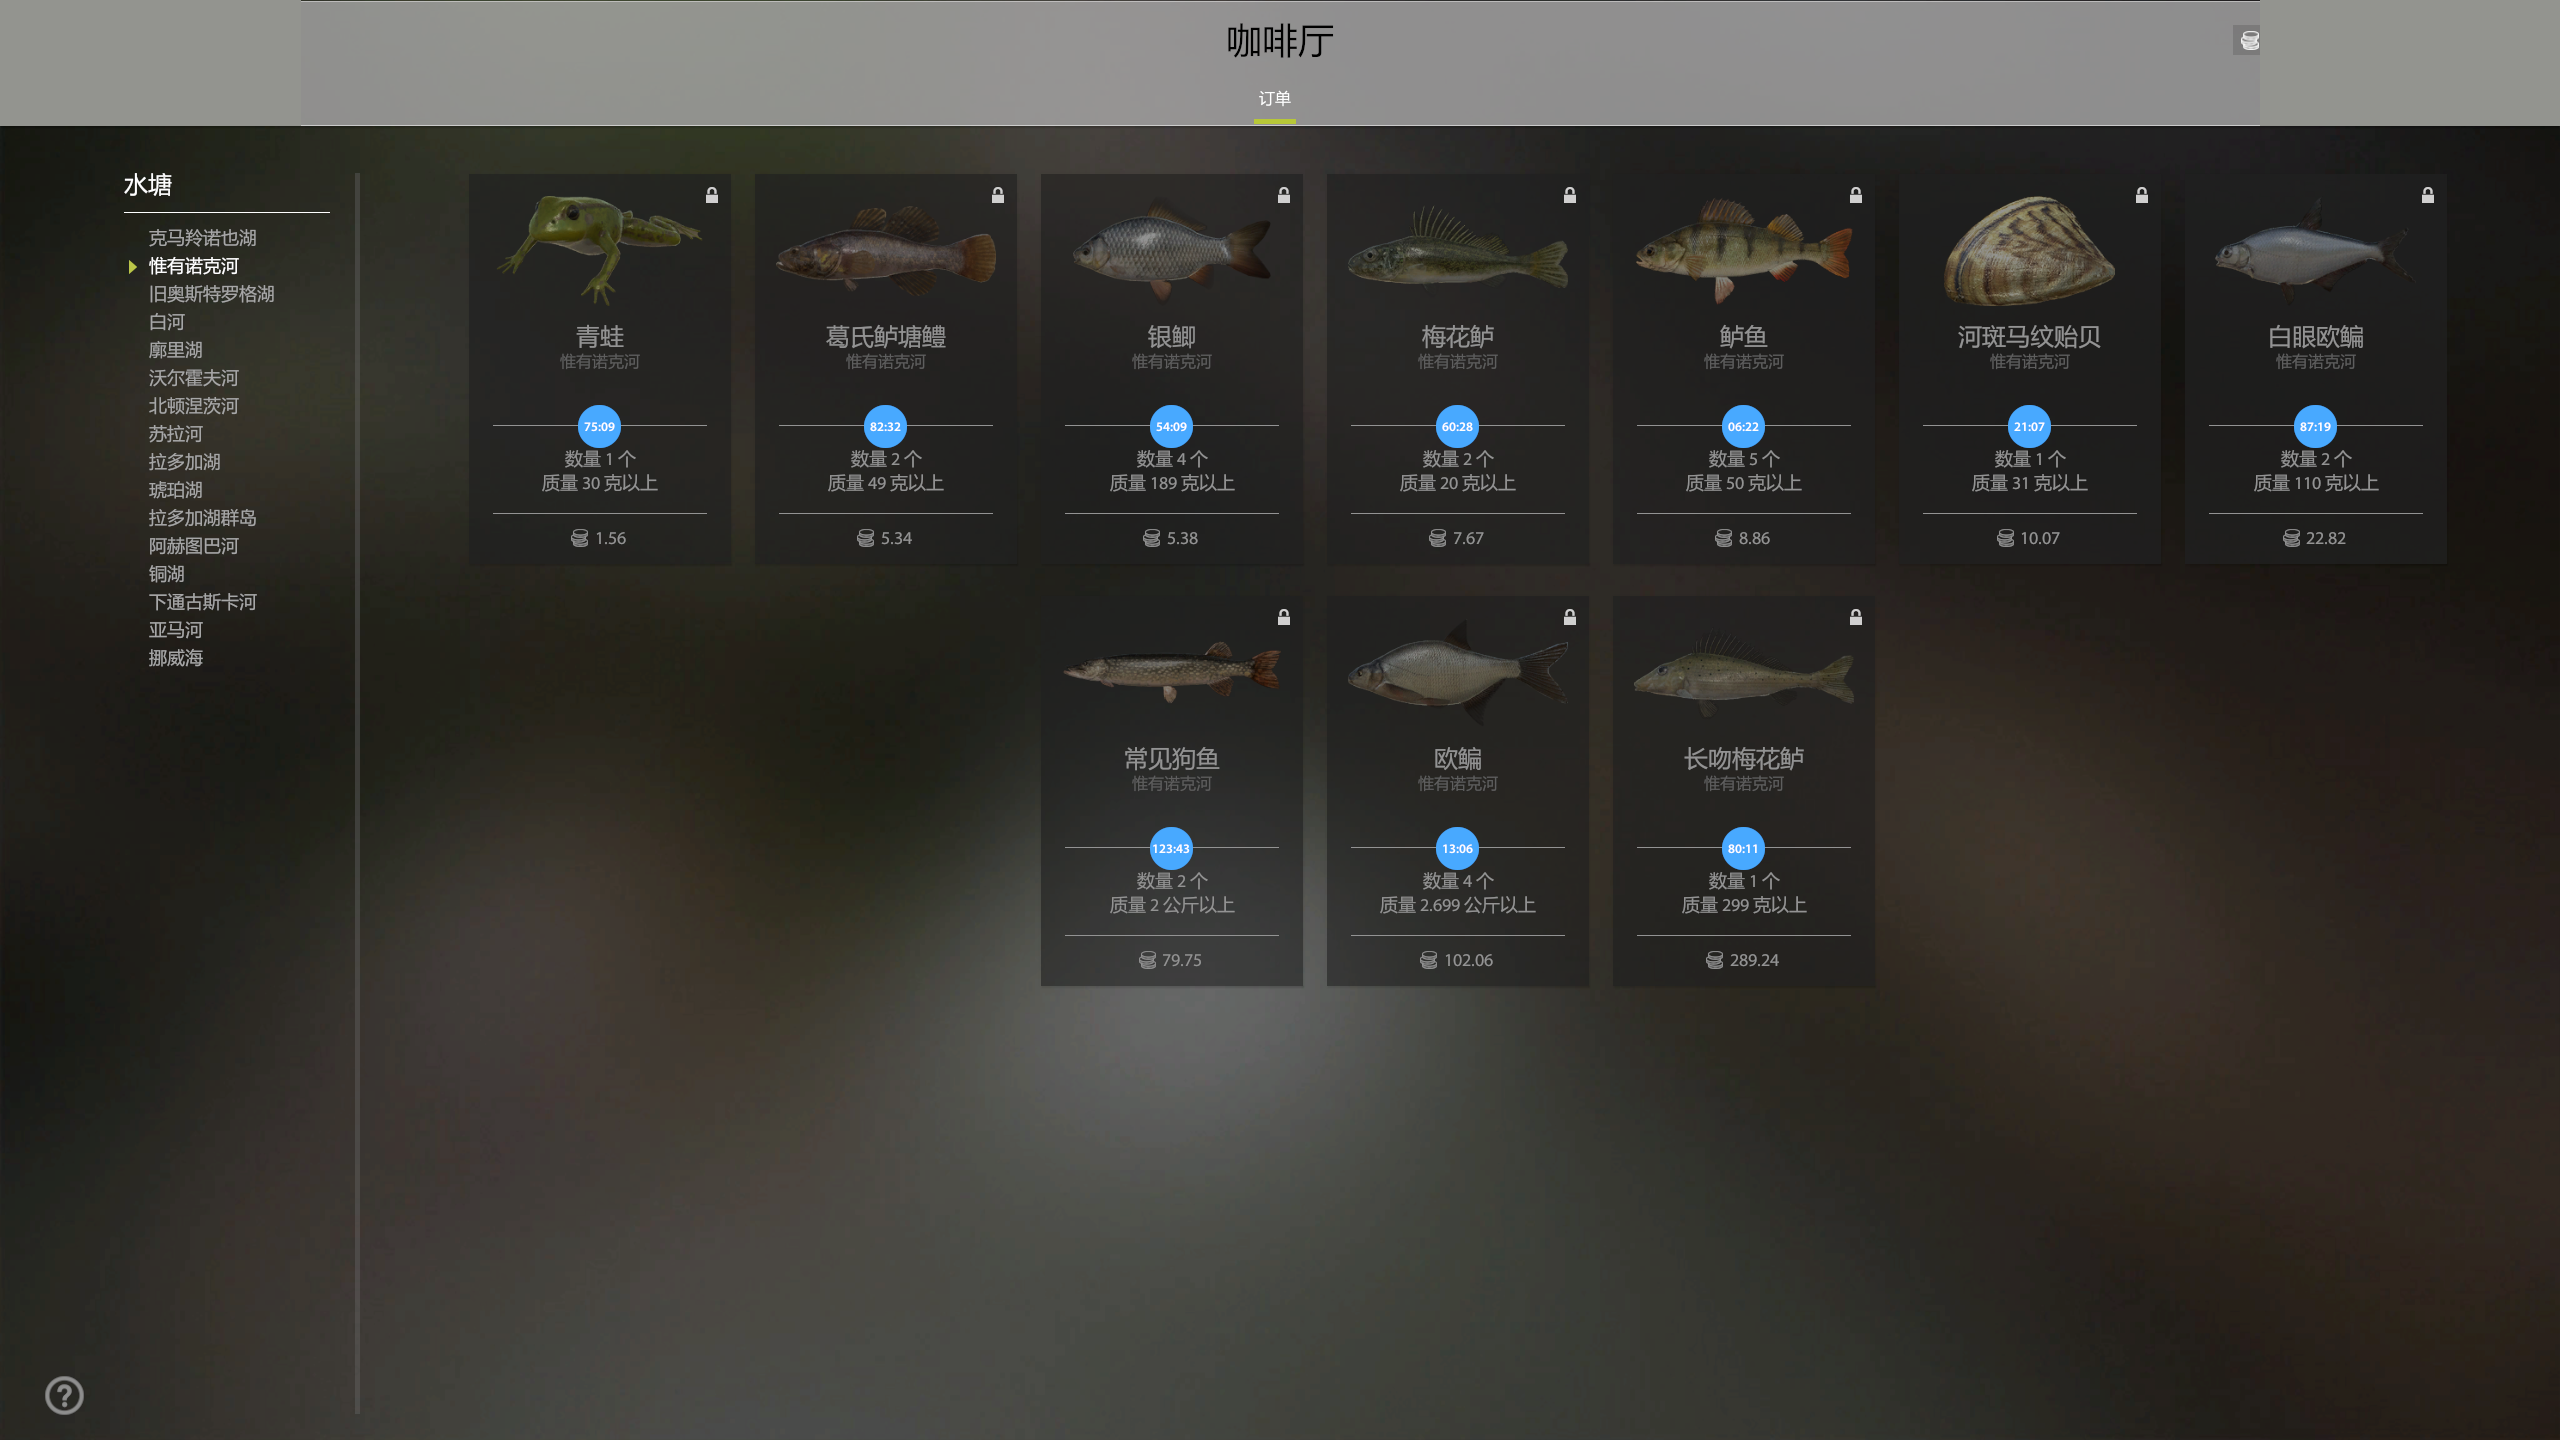 咖啡厅
订单
水塘
克马羚诺也湖
惟有诺克河
旧奥斯特罗格湖
白河
廓里湖
沃尔霍夫河
北顿涅茨河
苏拉河
拉多加湖
琥珀湖
拉多加湖群岛
阿赫图巴河
铜湖
下通古斯卡河
亚马河
挪威海
青蛙
惟有诺克河
75:09
数量 1 个
质量 30 克以上
1.56
葛氏鲈塘鳢
惟有诺克河
82:32
数量 2 个
质量 49 克以上
5.34
银鲫
惟有诺克河
54:09
数量 4 个
质量 189 克以上
5.38
梅花鲈
惟有诺克河
60:28
数量 2 个
质量 20 克以上
7.67
鲈鱼
惟有诺克河
06:22
数量 5 个
质量 50 克以上
8.86
河斑马纹贻贝
惟有诺克河
21:07
数量 1 个
质量 31 克以上
10.07
白眼欧鳊
惟有诺克河
87:19
数量 2 个
质量 110 克以上
22.82
常见狗鱼
惟有诺克河
123:43
数量 2 个
质量 2 公斤以上
79.75
欧鳊
惟有诺克河
13:06
数量 4 个
质量 2.699 公斤以上
102.06
长吻梅花鲈
惟有诺克河
80:11
数量 1 个
质量 299 克以上
289.24